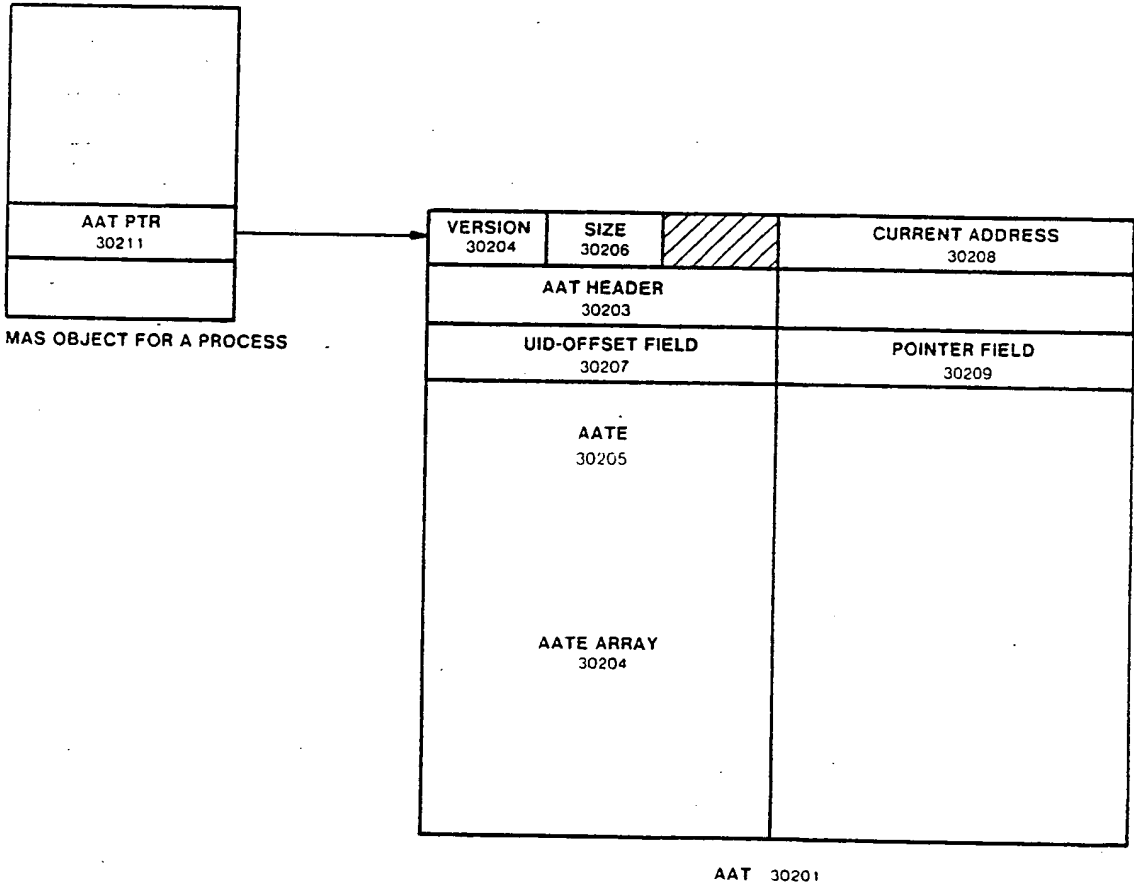 AAT PTR
30211
MAS OBJECT FOR A PROCESS
VERSION
30204
SIZE
30206
CURRENT ADDRESS
30208
AAT HEADER
30203
UID-OFFSET FIELD
30207
POINTER FIELD
30209
AATE
30205
AATE ARRAY
30204
AAT 30201